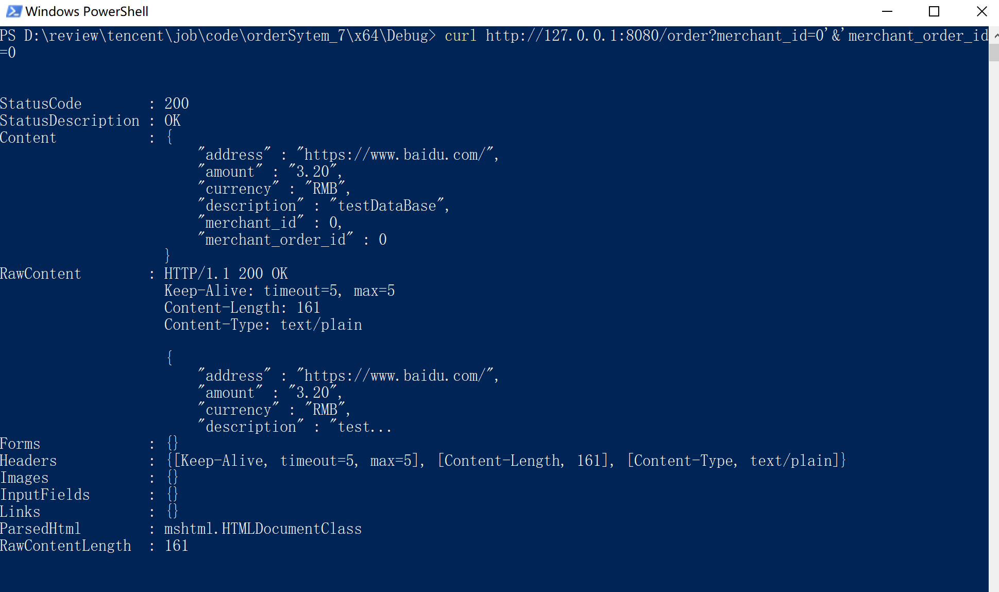 Windows PowerShell
PS D:\review\tencent\job\code\orderSytem_7\x64\Debug> curl http://127.0.0.1:8080/order?merchant_id=0'&'merchant_order_id
=0
StatusCode        : 200
StatusDescription : OK
Content           : {
                        "address" : "https://www.baidu.com/",
                        "amount" : "3.20",
                        "currency" : "RMB",
                        "description" : "testDataBase",
                        "merchant_id" : 0,
                        "merchant_order_id" : 0
                    }
RawContent        : HTTP/1.1 200 OK
                    Keep-Alive: timeout=5, max=5
                    Content-Length: 161
                    Content-Type: text/plain
                    {
                        "address" : "https://www.baidu.com/",
                        "amount" : "3.20",
                        "currency" : "RMB",
                        "description" : "test...
Forms             : {}
Headers           : {[Keep-Alive, timeout=5, max=5], [Content-Length, 161], [Content-Type, text/plain]}
Images            : {}
InputFields       : {}
Links             : {}
ParsedHtml        : mshtml.HTMLDocumentClass
RawContentLength  : 161